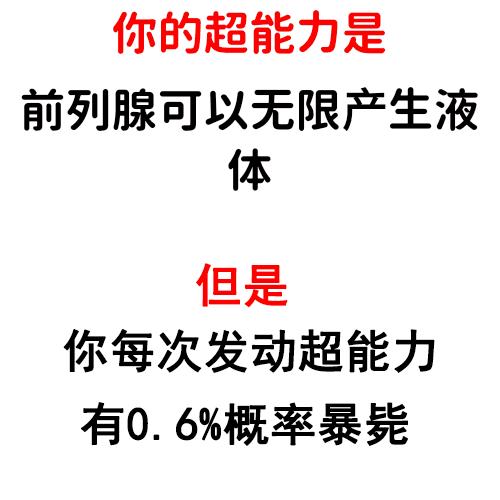 你的超能力是
前列腺可以无限产生液
体
但是
你每次发动超能力
有0.6%概率暴毙